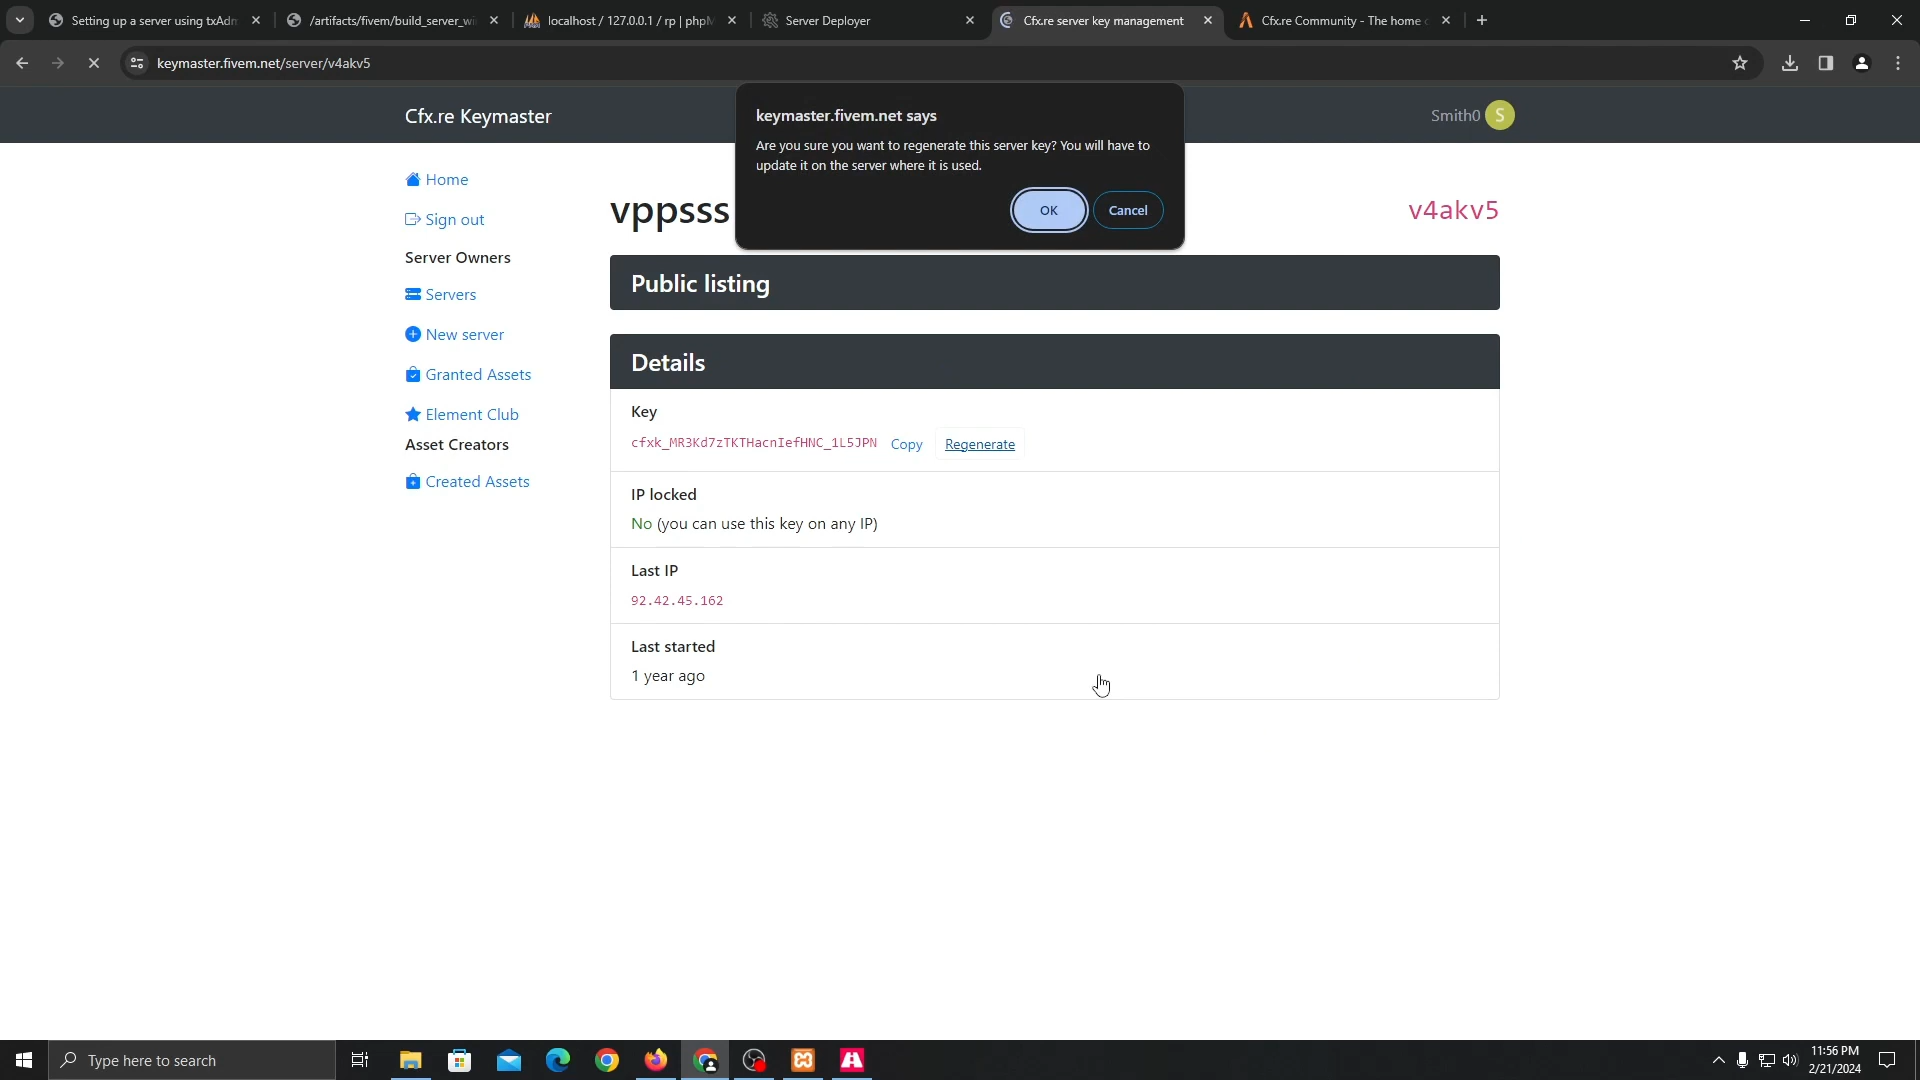 Setting up a server using txAdm
/artifacts/fivem/build_server_wi
localhost / 127.0.0.1 / rp | phpM
Server Deployer
Cfx.re server key management
Cfx.re Community - The home c
keymaster.fivem.net/server/v4akv5
Cfx.re Keymaster
Smith0 S
keymaster.fivem.net says
Are you sure you want to regenerate this server key? You will have to
update it on the server where it is used.
OK
Cancel
Home
Sign out
Server Owners
Servers
New server
Granted Assets
Element Club
Asset Creators
Created Assets
vppsss
v4akv5
Public listing
Details
Key
cfxk_MR3Kd7zTKTHacnIefHNC_1L5JPN Copy Regenerate
IP locked
No (you can use this key on any IP)
Last IP
92.42.45.162
Last started
1 year ago
Type here to search
11:56 PM
2/21/2024